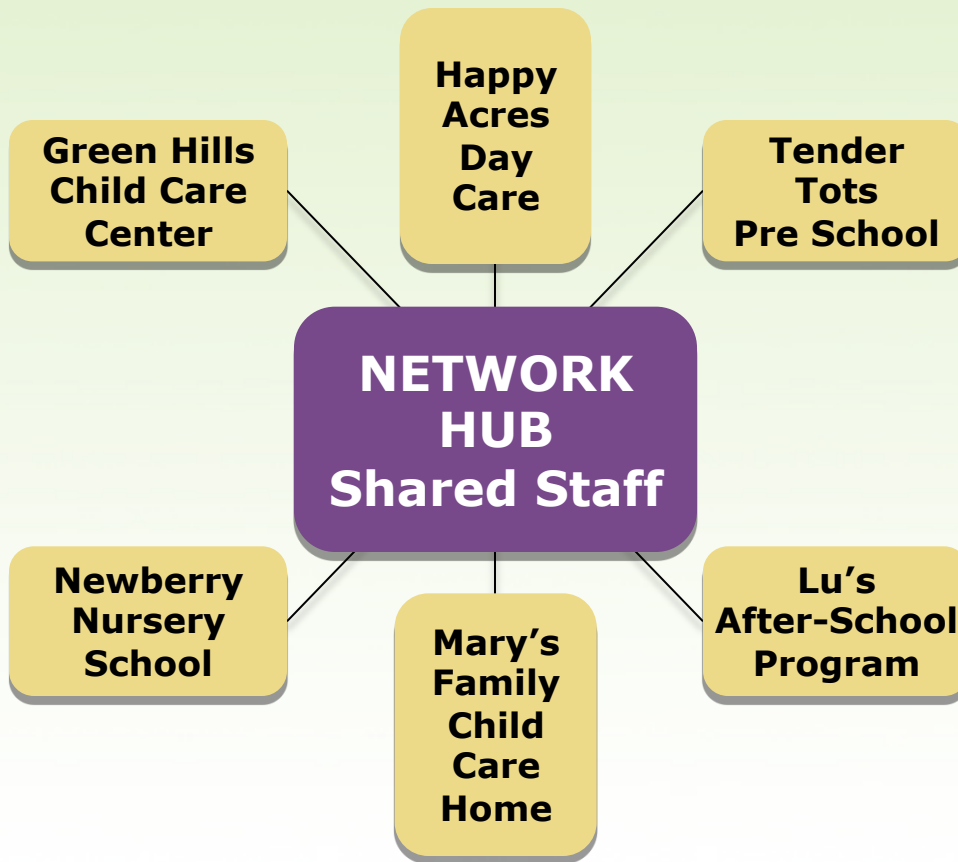 Happy
Acres
Day
Care
Green Hills
Child Care
Center
Tender
Tots
Pre School
NETWORK
HUB
Shared Staff
Newberry
Nursery
School
Mary’s
Family
Child
Care
Home
Lu’s
After-School
Program